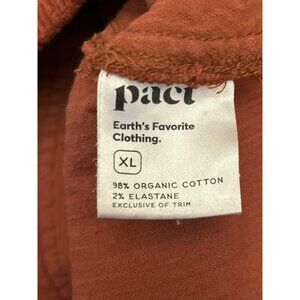 pact
Earth's Favorite
Clothing.
XL
98% ORGANIC COTTON
2% ELASTANE
EXCLUSIVE OF TRIM